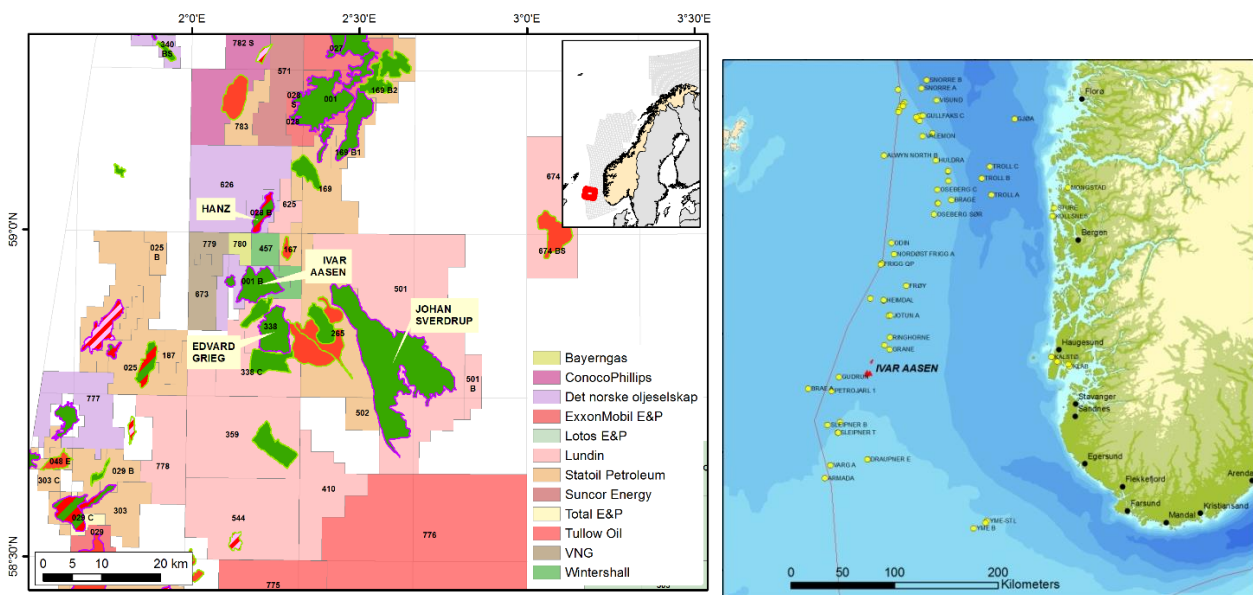 2°0'E
2°30'E
3°0'E
3°30'E
59°0'N
58°30'N
340
BS
782 S
027
571
028
S
001
169 B2
783
028
169 B1
626
169
674
625
HANZ
028 B
674 BS
025
B
779
780
457
167
IVAR
AASEN
001 B
673
501
JOHAN
SVERDRUP
EDVARD
GRIEG
338
265
187
025
338 C
501
B
777
502
359
048 E
029 B
778
303 C
410
029 C
303
544
029
776
775
Bayerngas
ConocoPhillips
Det norske oljeselskap
ExxonMobil E&P
Lotos E&P
Lundin
Statoil Petroleum
Suncor Energy
Total E&P
Tullow Oil
VNG
Wintershall
0 5 10 20 km
SNORRE B
SNORRE A
Florø
VISUND
GULLFAKS C
GJØA
VALEMON
ALWYN NORTH B
HULDRA
TROLL C
TROLL B
OSEBERG C
TROLL A
MONGSTAD
BRAGE
STURE
KOLLSNES
OSEBERG SØR
Bergen
ODIN
NORDØST FRIGG A
FRIGG QP
FRØY
HEIMDAL
JOTUN A
RINGHORNE
GRANE
Haugesund
KALSTØ
IVAR AASEN
GUDRUN
BRAE A
PETROJARL 1
Stavanger
Sandnes
SLEIPNER B
SLEIPNER T
DRAUPNER E
Egersund
VARG A
ARMADA
Flekkefjord
Arendal
Farsund
Kristiansand
Mandal
YME-STL
YME B
0 50 100 200
Kilometers